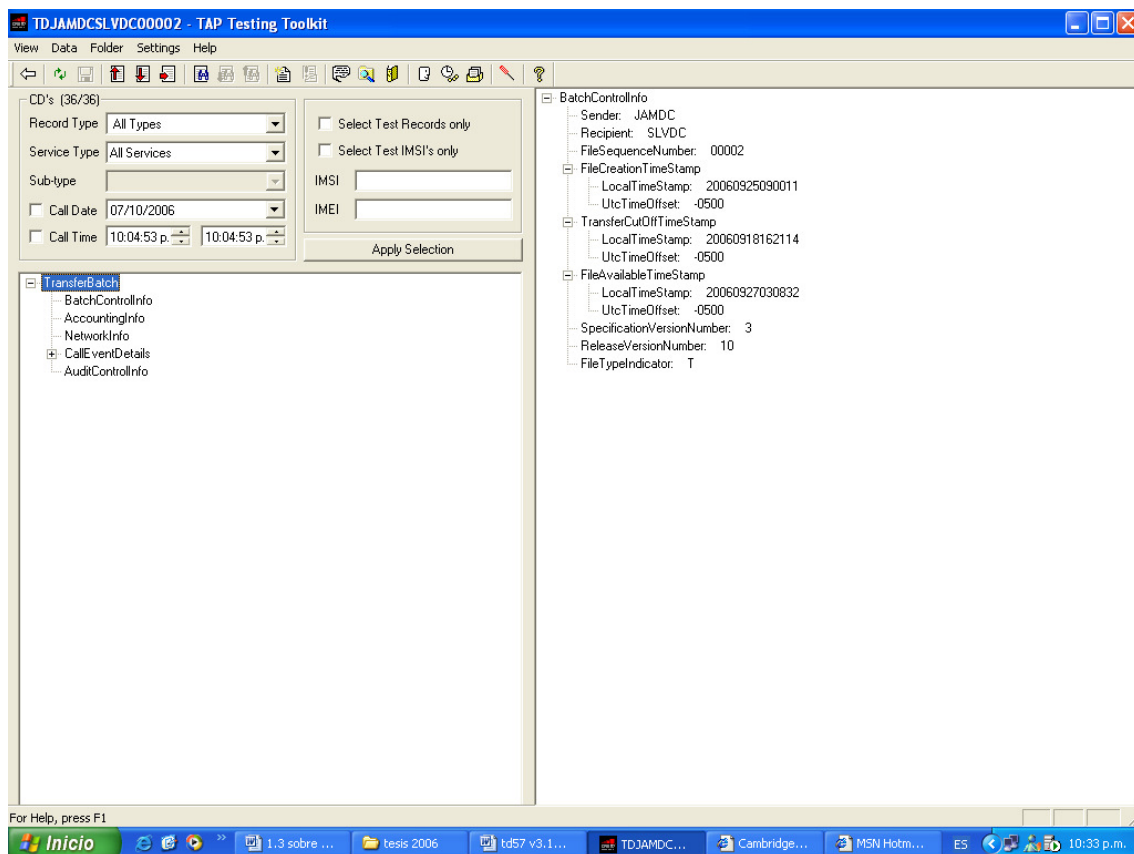 TDJAMDCSLVDC00002 - TAP Testing Toolkit
View Data Folder Settings Help
CD's (36/36)
Record Type All Types
Service Type All Services
Sub-type
Call Date 07/10/2006
Call Time 10:04:53 p. 10:04:53 p.
Select Test Records only
Select Test IMSI's only
IMSI
IMEI
Apply Selection
TransferBatch
BatchControlInfo
AccountingInfo
NetworkInfo
CallEventDetails
AuditControlInfo
BatchControlInfo
Sender: JAMDC
Recipient: SLVDC
FileSequenceNumber: 00002
FileCreationTimeStamp
LocalTimeStamp: 20060925090011
UtcTimeOffset: -0500
TransferCutOffTimeStamp
LocalTimeStamp: 20060918162114
UtcTimeOffset: -0500
FileAvailableTimeStamp
LocalTimeStamp: 20060927030832
UtcTimeOffset: -0500
SpecificationVersionNumber: 3
ReleaseVersionNumber: 10
FileTypeIndicator: T
For Help, press F1
Inicio 1.3 sobre ... tesis 2006 td57 v3.1... TDJAMDC... Cambridge... MSN Hotm... ES 10:33 p.m.